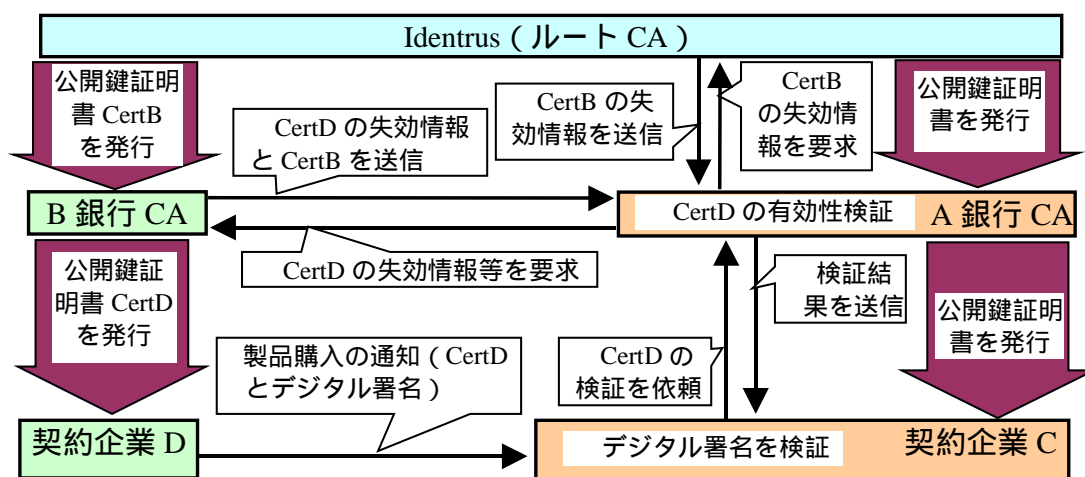 Identrus（ルート CA）
公開鍵証明
書 CertB
を発行
CertD の失効情報
と CertB を送信
CertB の失
効情報を送信
CertB
の失効情
報を要求
公開鍵証明
書を発行
B 銀行 CA
CertD の有効性検証
A 銀行 CA
CertD の失効情報等を要求
公開鍵証
明書 CertD
を発行
検証結
果を送信
公開鍵証明
書を発行
製品購入の通知（CertD
とデジタル署名）
CertD の
検証を依頼
契約企業 D
デジタル署名を検証
契約企業 C